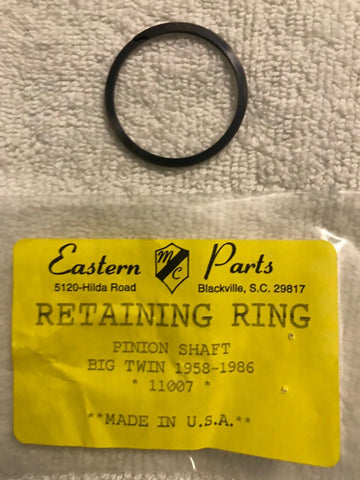 Eastern MC Parts
5120-Hilda Road Blackville, S.C. 29817
RETAINING RING
PINION SHAFT
BIG TWIN 1958-1986
* 11007 *
**MADE IN U.S.A.**